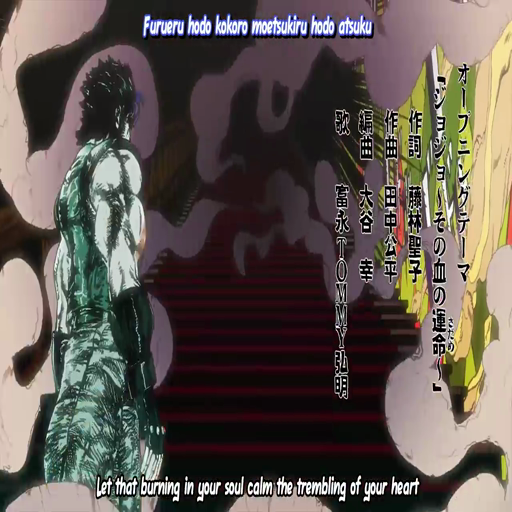 Furueru hodo kokoro moetsukiru hodo atsuku
オープニングテーマ
『ジョジョ～その血の運命～』
さだめ
作詞 藤林聖子
作曲 田中公平
編曲 大谷 幸
歌 富永TOMMY弘明
Let that burning in your soul calm the trembling of your heart